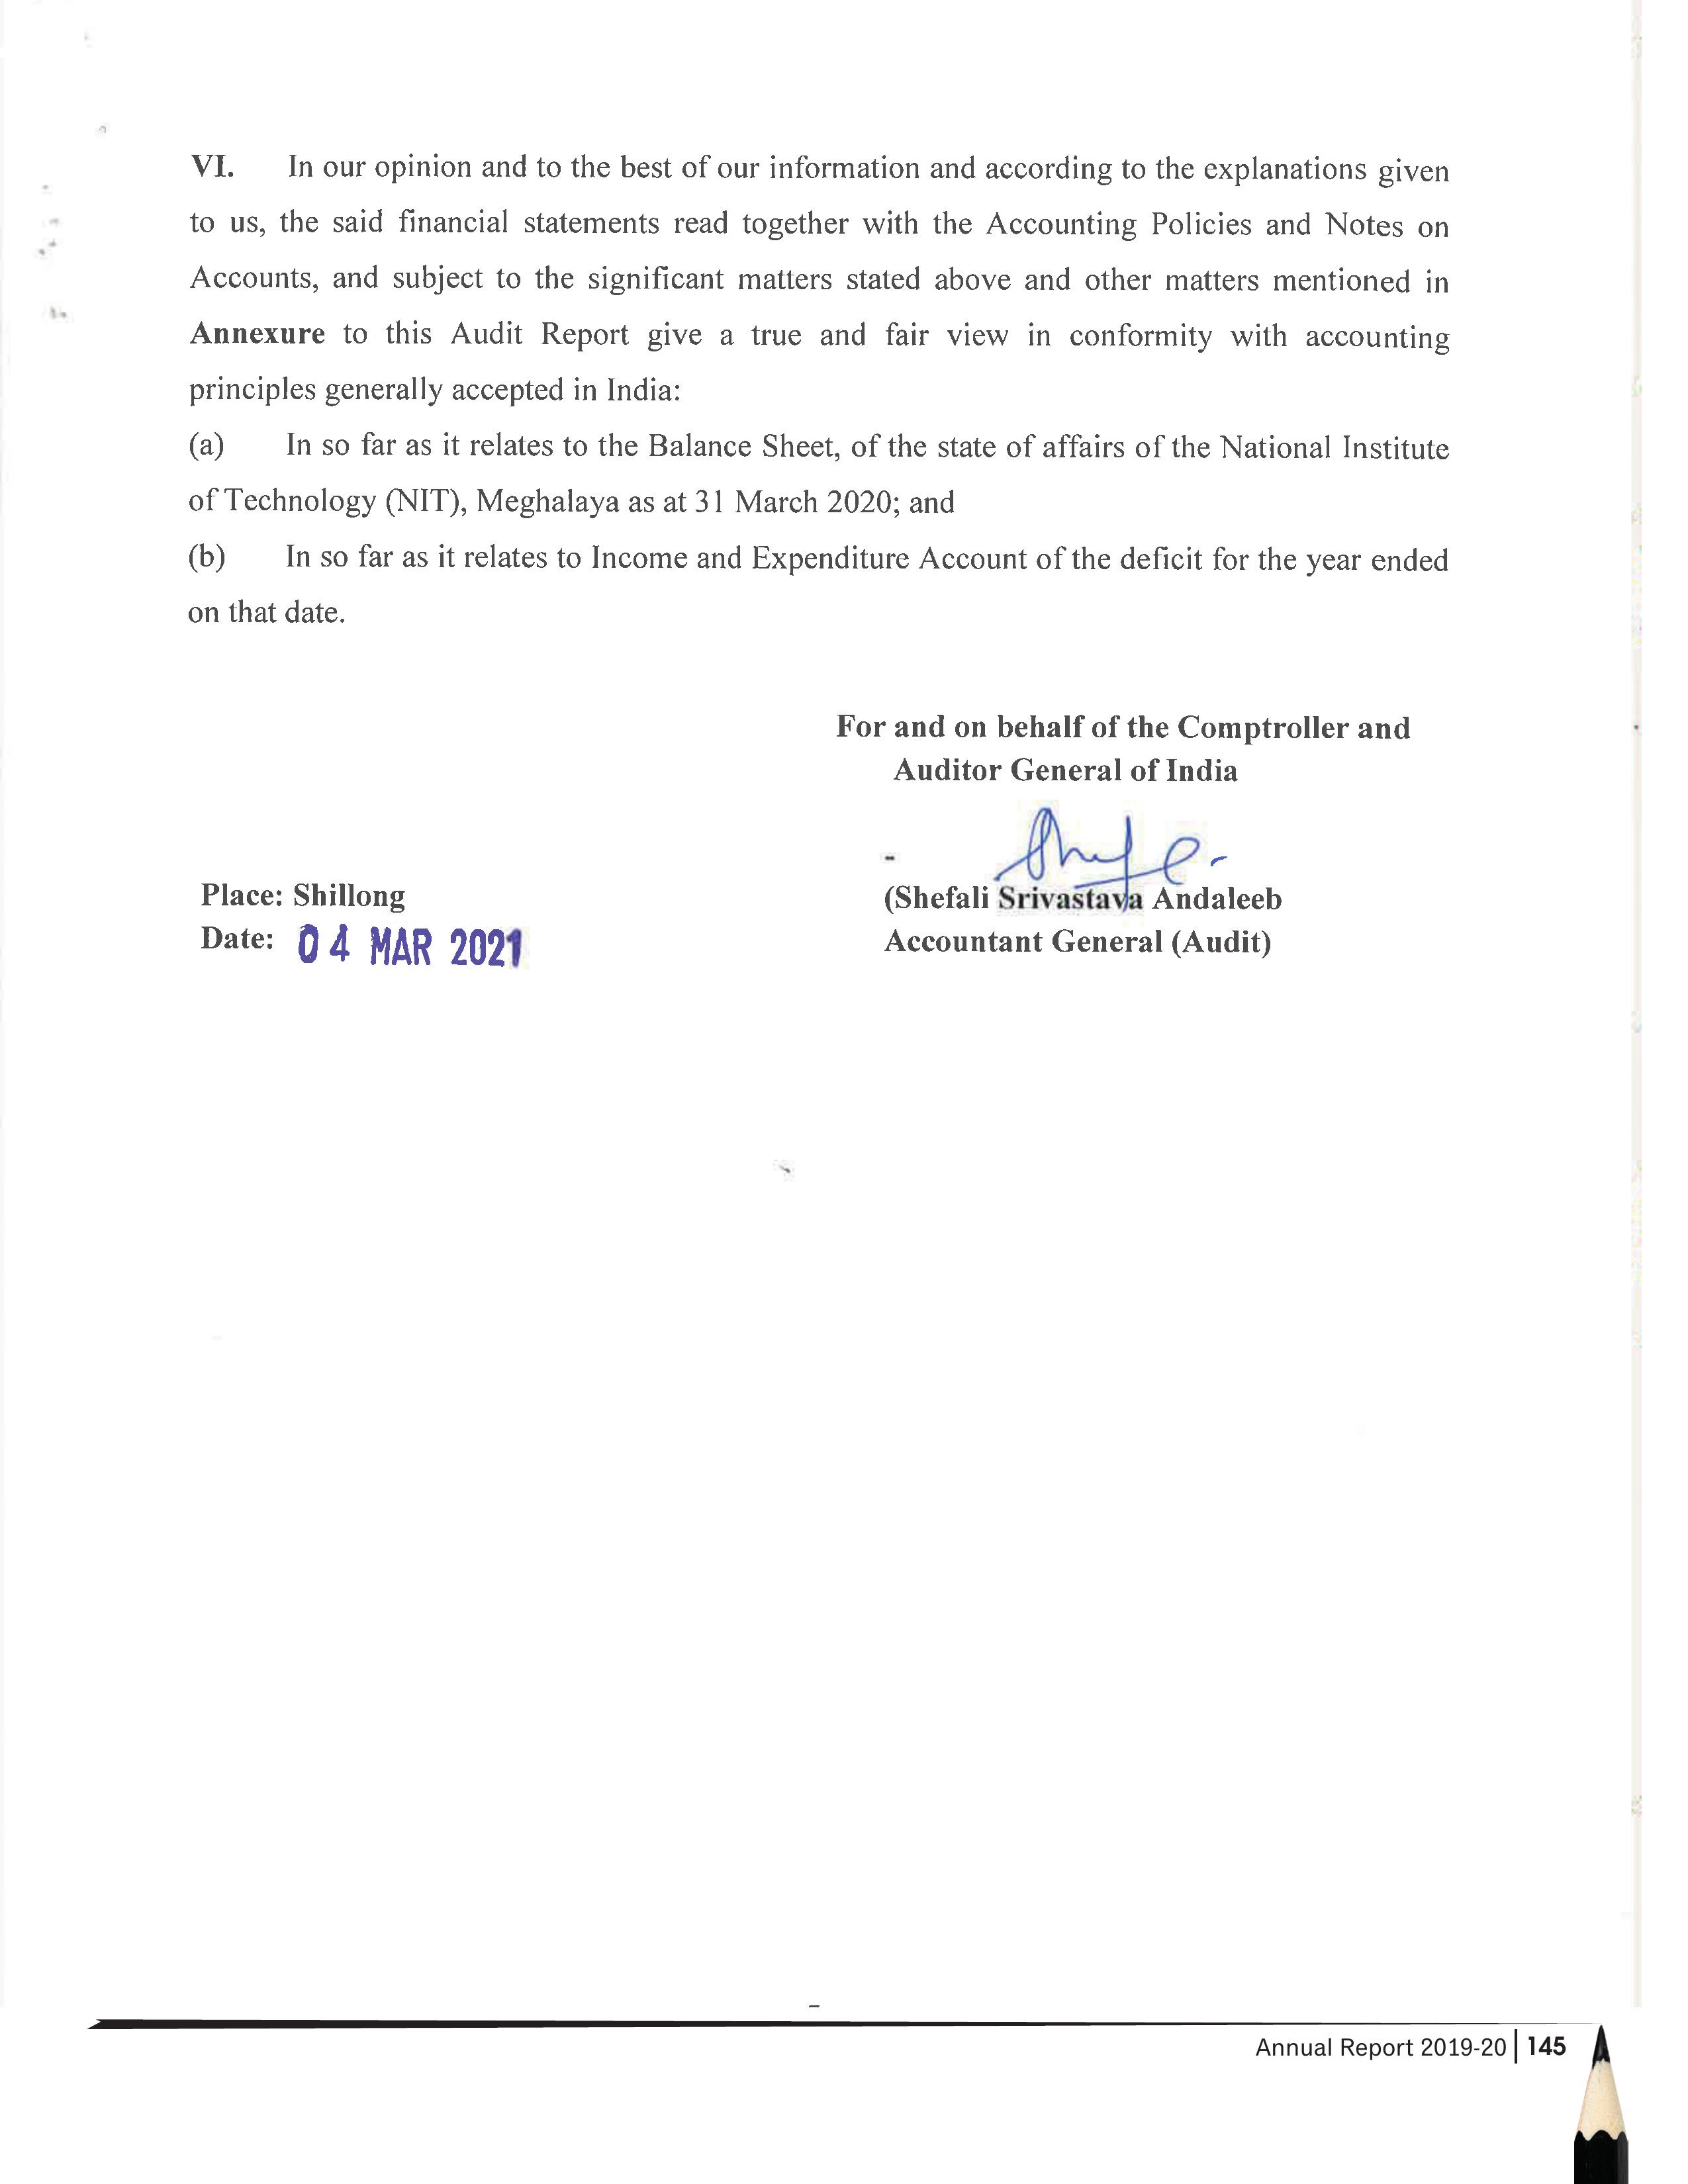 VI. In our opinion and to the best of our information and according to the explanations given
to us, the said financial statements read together with the Accounting Policies and Notes on
Accounts, and subject to the significant matters stated above and other matters mentioned in
Annexure to this Audit Report give a true and fair view in conformity with accounting
principles generally accepted in India:
(a) In so far as it relates to the Balance Sheet, of the state of affairs of the National Institute
of Technology (NIT), Meghalaya as at 31 March 2020; and
(b) In so far as it relates to Income and Expenditure Account of the deficit for the year ended
on that date.
For and on behalf of the Comptroller and
Auditor General of India
(Shefali Srivastava Andaleeb
Accountant General (Audit)
Place: Shillong
Date: 04 MAR 2021
Annual Report 2019-20 | 145